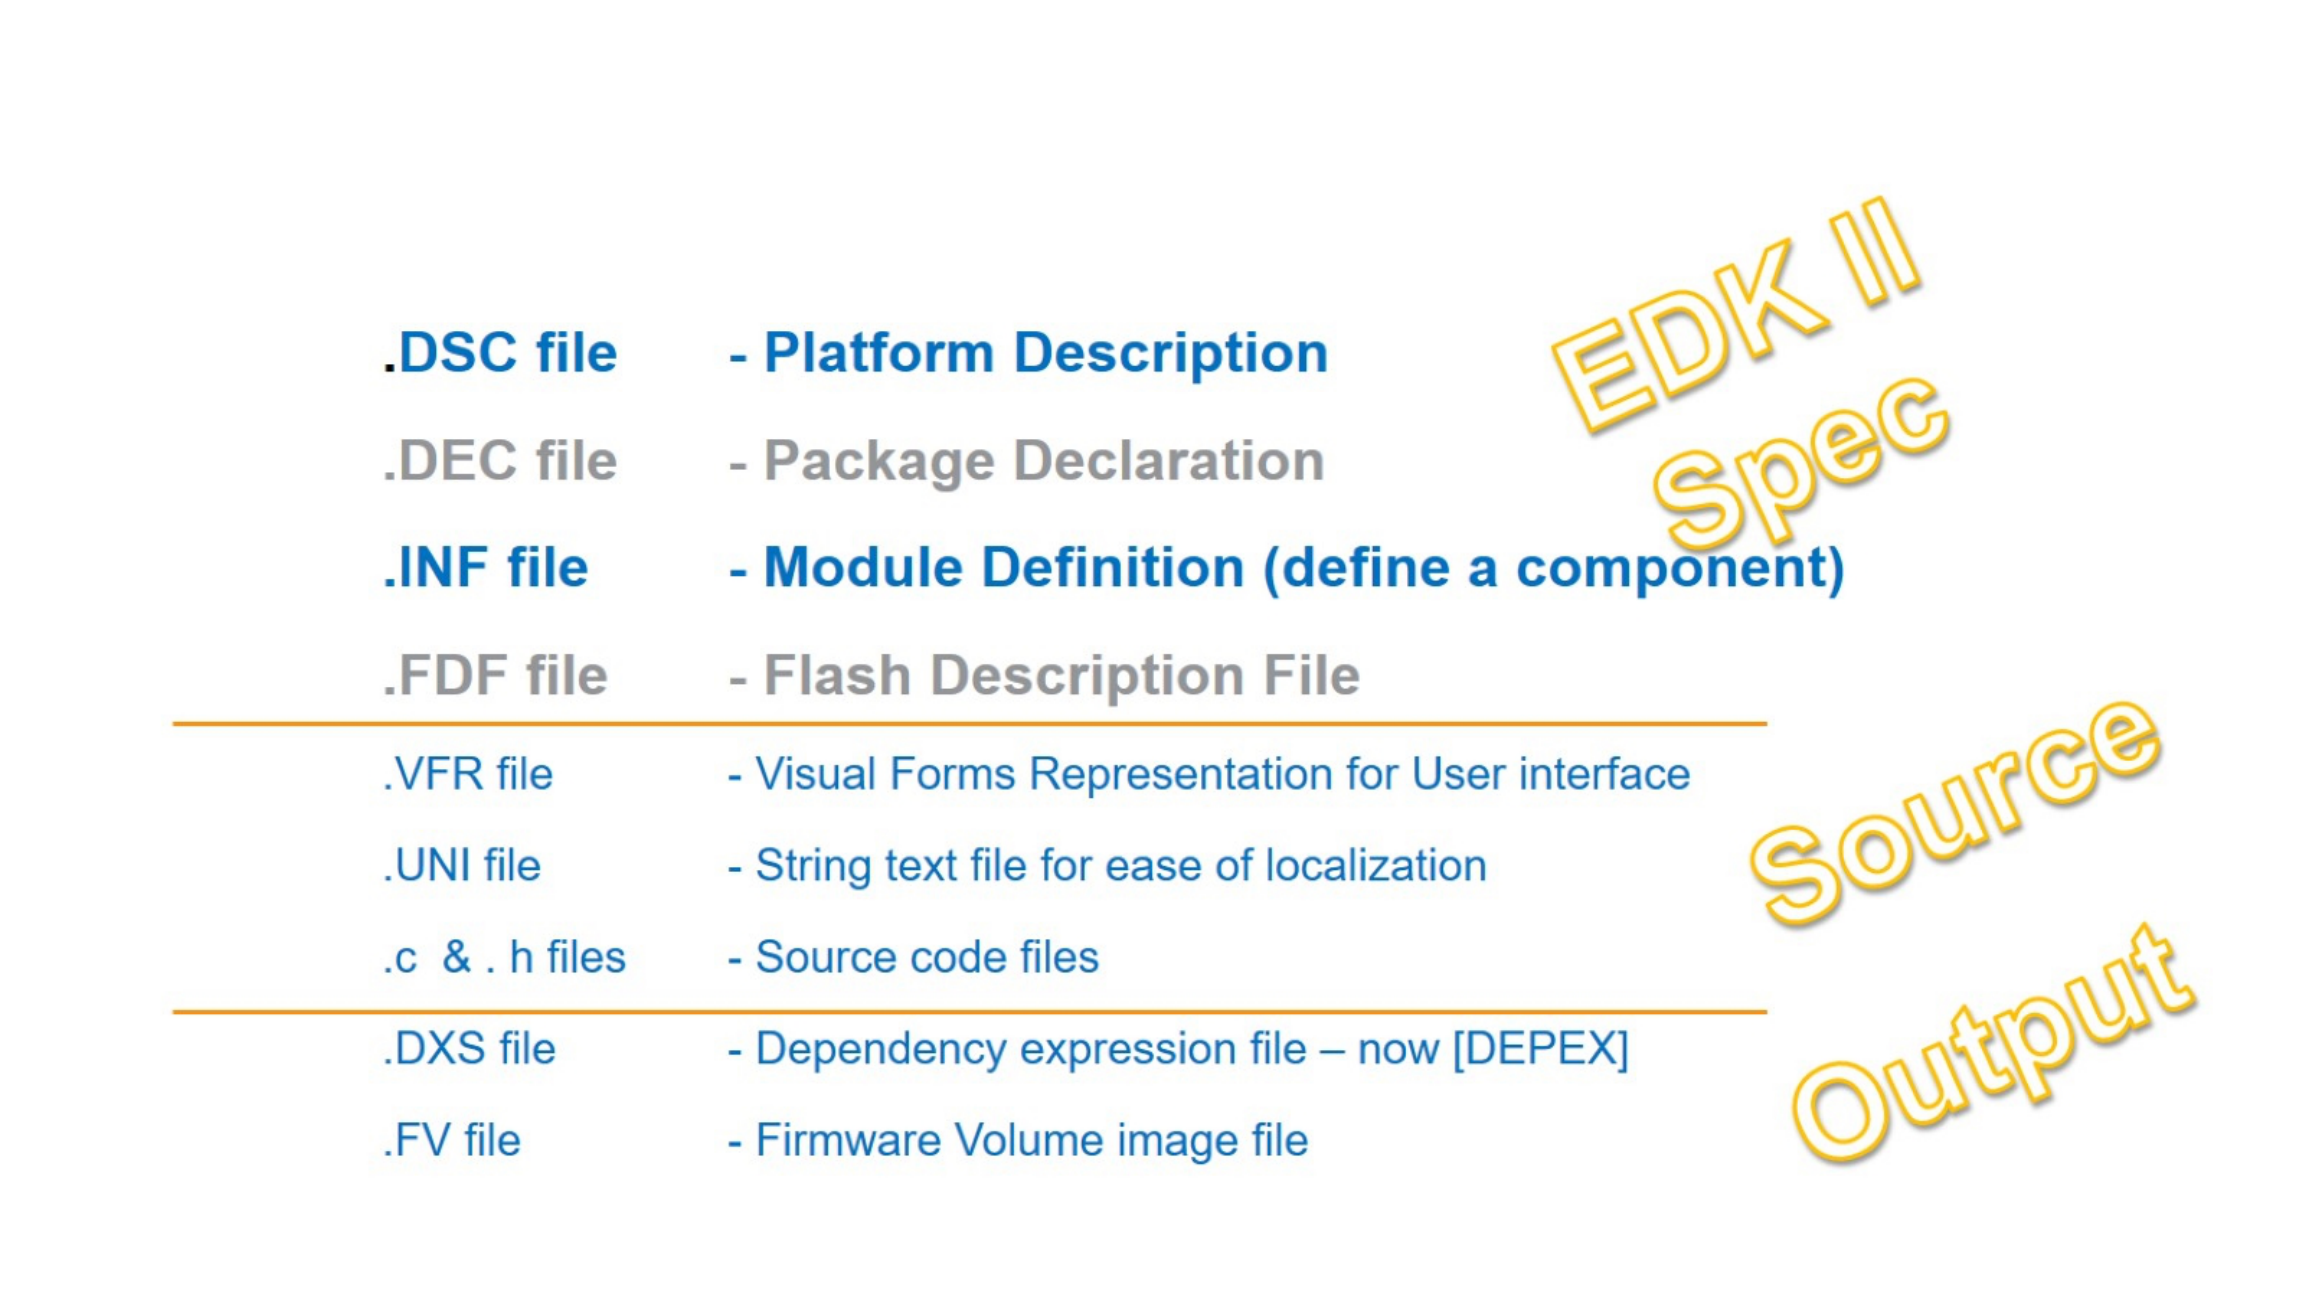 .DSC file - Platform Description
.DEC file - Package Declaration
.INF file - Module Definition (define a component)
.FDF file - Flash Description File
EDK II
Spec
.VFR file - Visual Forms Representation for User interface
.UNI file - String text file for ease of localization
.c & . h files - Source code files
Source
.DXS file - Dependency expression file – now [DEPEX]
.FV file - Firmware Volume image file
Output